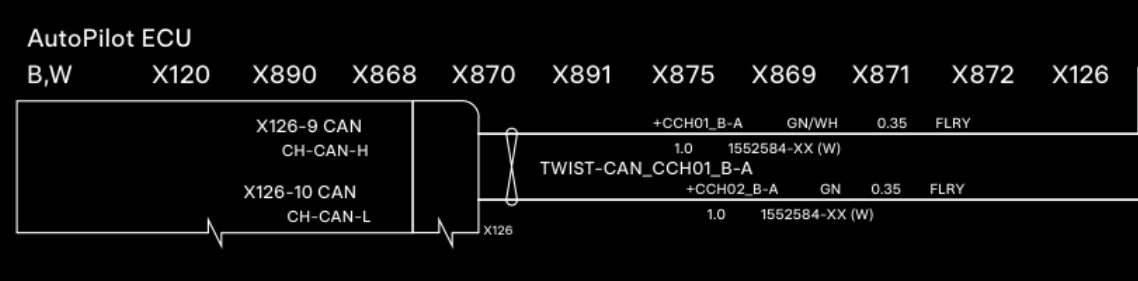 AutoPilot ECU
B,W X120 X890 X868 X870 X891 X875 X869 X871 X872 X126
X126-9 CAN +CCH01_B-A GN/WH 0.35 FLRY
CH-CAN-H 1.0 1552584-XX (W)
TWIST-CAN_CCH01_B-A
X126-10 CAN +CCH02_B-A GN 0.35 FLRY
CH-CAN-L 1.0 1552584-XX (W)
X126